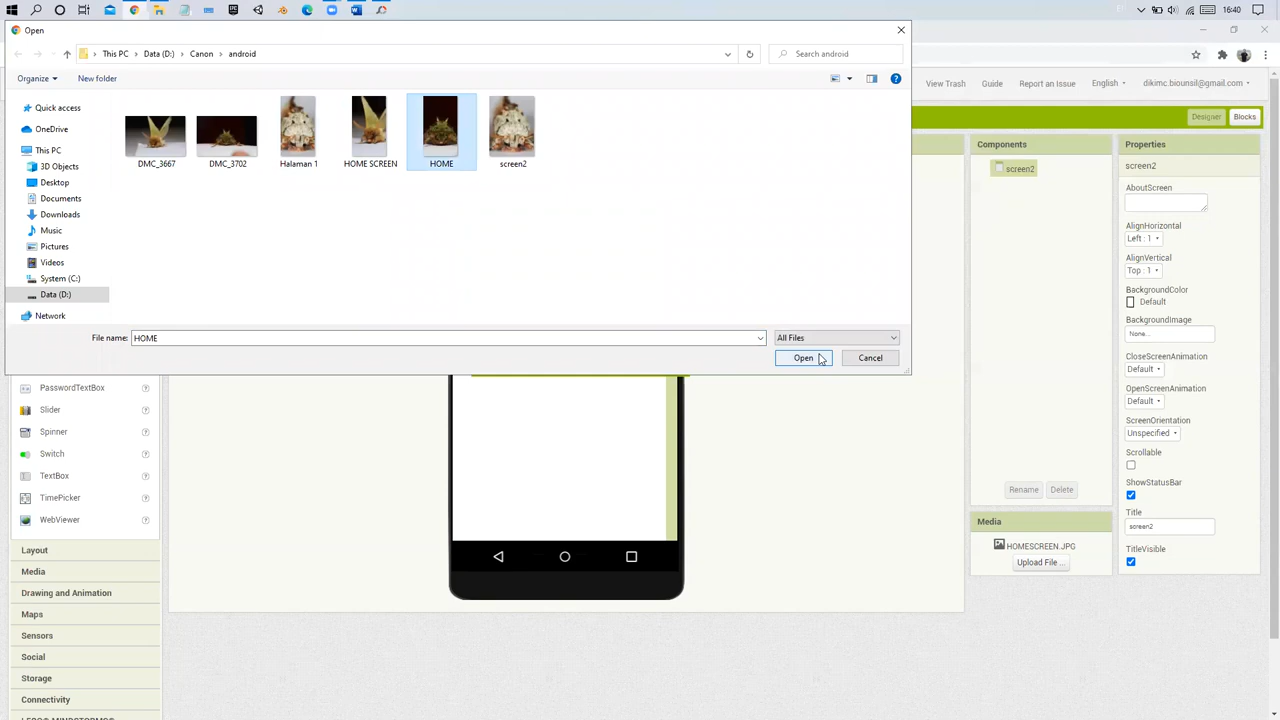 16:40
Open
This PC
Data (D:)
Canon
android
Search android
Organize
New folder
Quick access
OneDrive
This PC
3D Objects
Desktop
Documents
Downloads
Music
Pictures
Videos
System (C:)
Data (D:)
Network
DMC_3667
DMC_3702
Halaman 1
HOME SCREEN
HOME
screen2
File name:
HOME
All Files
Open
Cancel
View Trash
Guide
Report an Issue
English
dikimc.biounsil@gmail.com
Designer
Blocks
Components
screen2
Rename
Delete
Media
HOMESCREEN.JPG
Upload File ...
Properties
screen2
AboutScreen
AlignHorizontal
Left : 1
AlignVertical
Top : 1
BackgroundColor
Default
BackgroundImage
None...
CloseScreenAnimation
Default
OpenScreenAnimation
Default
ScreenOrientation
Unspecified
Scrollable
ShowStatusBar
Title
screen2
TitleVisible
PasswordTextBox
Slider
Spinner
Switch
TextBox
TimePicker
WebViewer
Layout
Media
Drawing and Animation
Maps
Sensors
Social
Storage
Connectivity